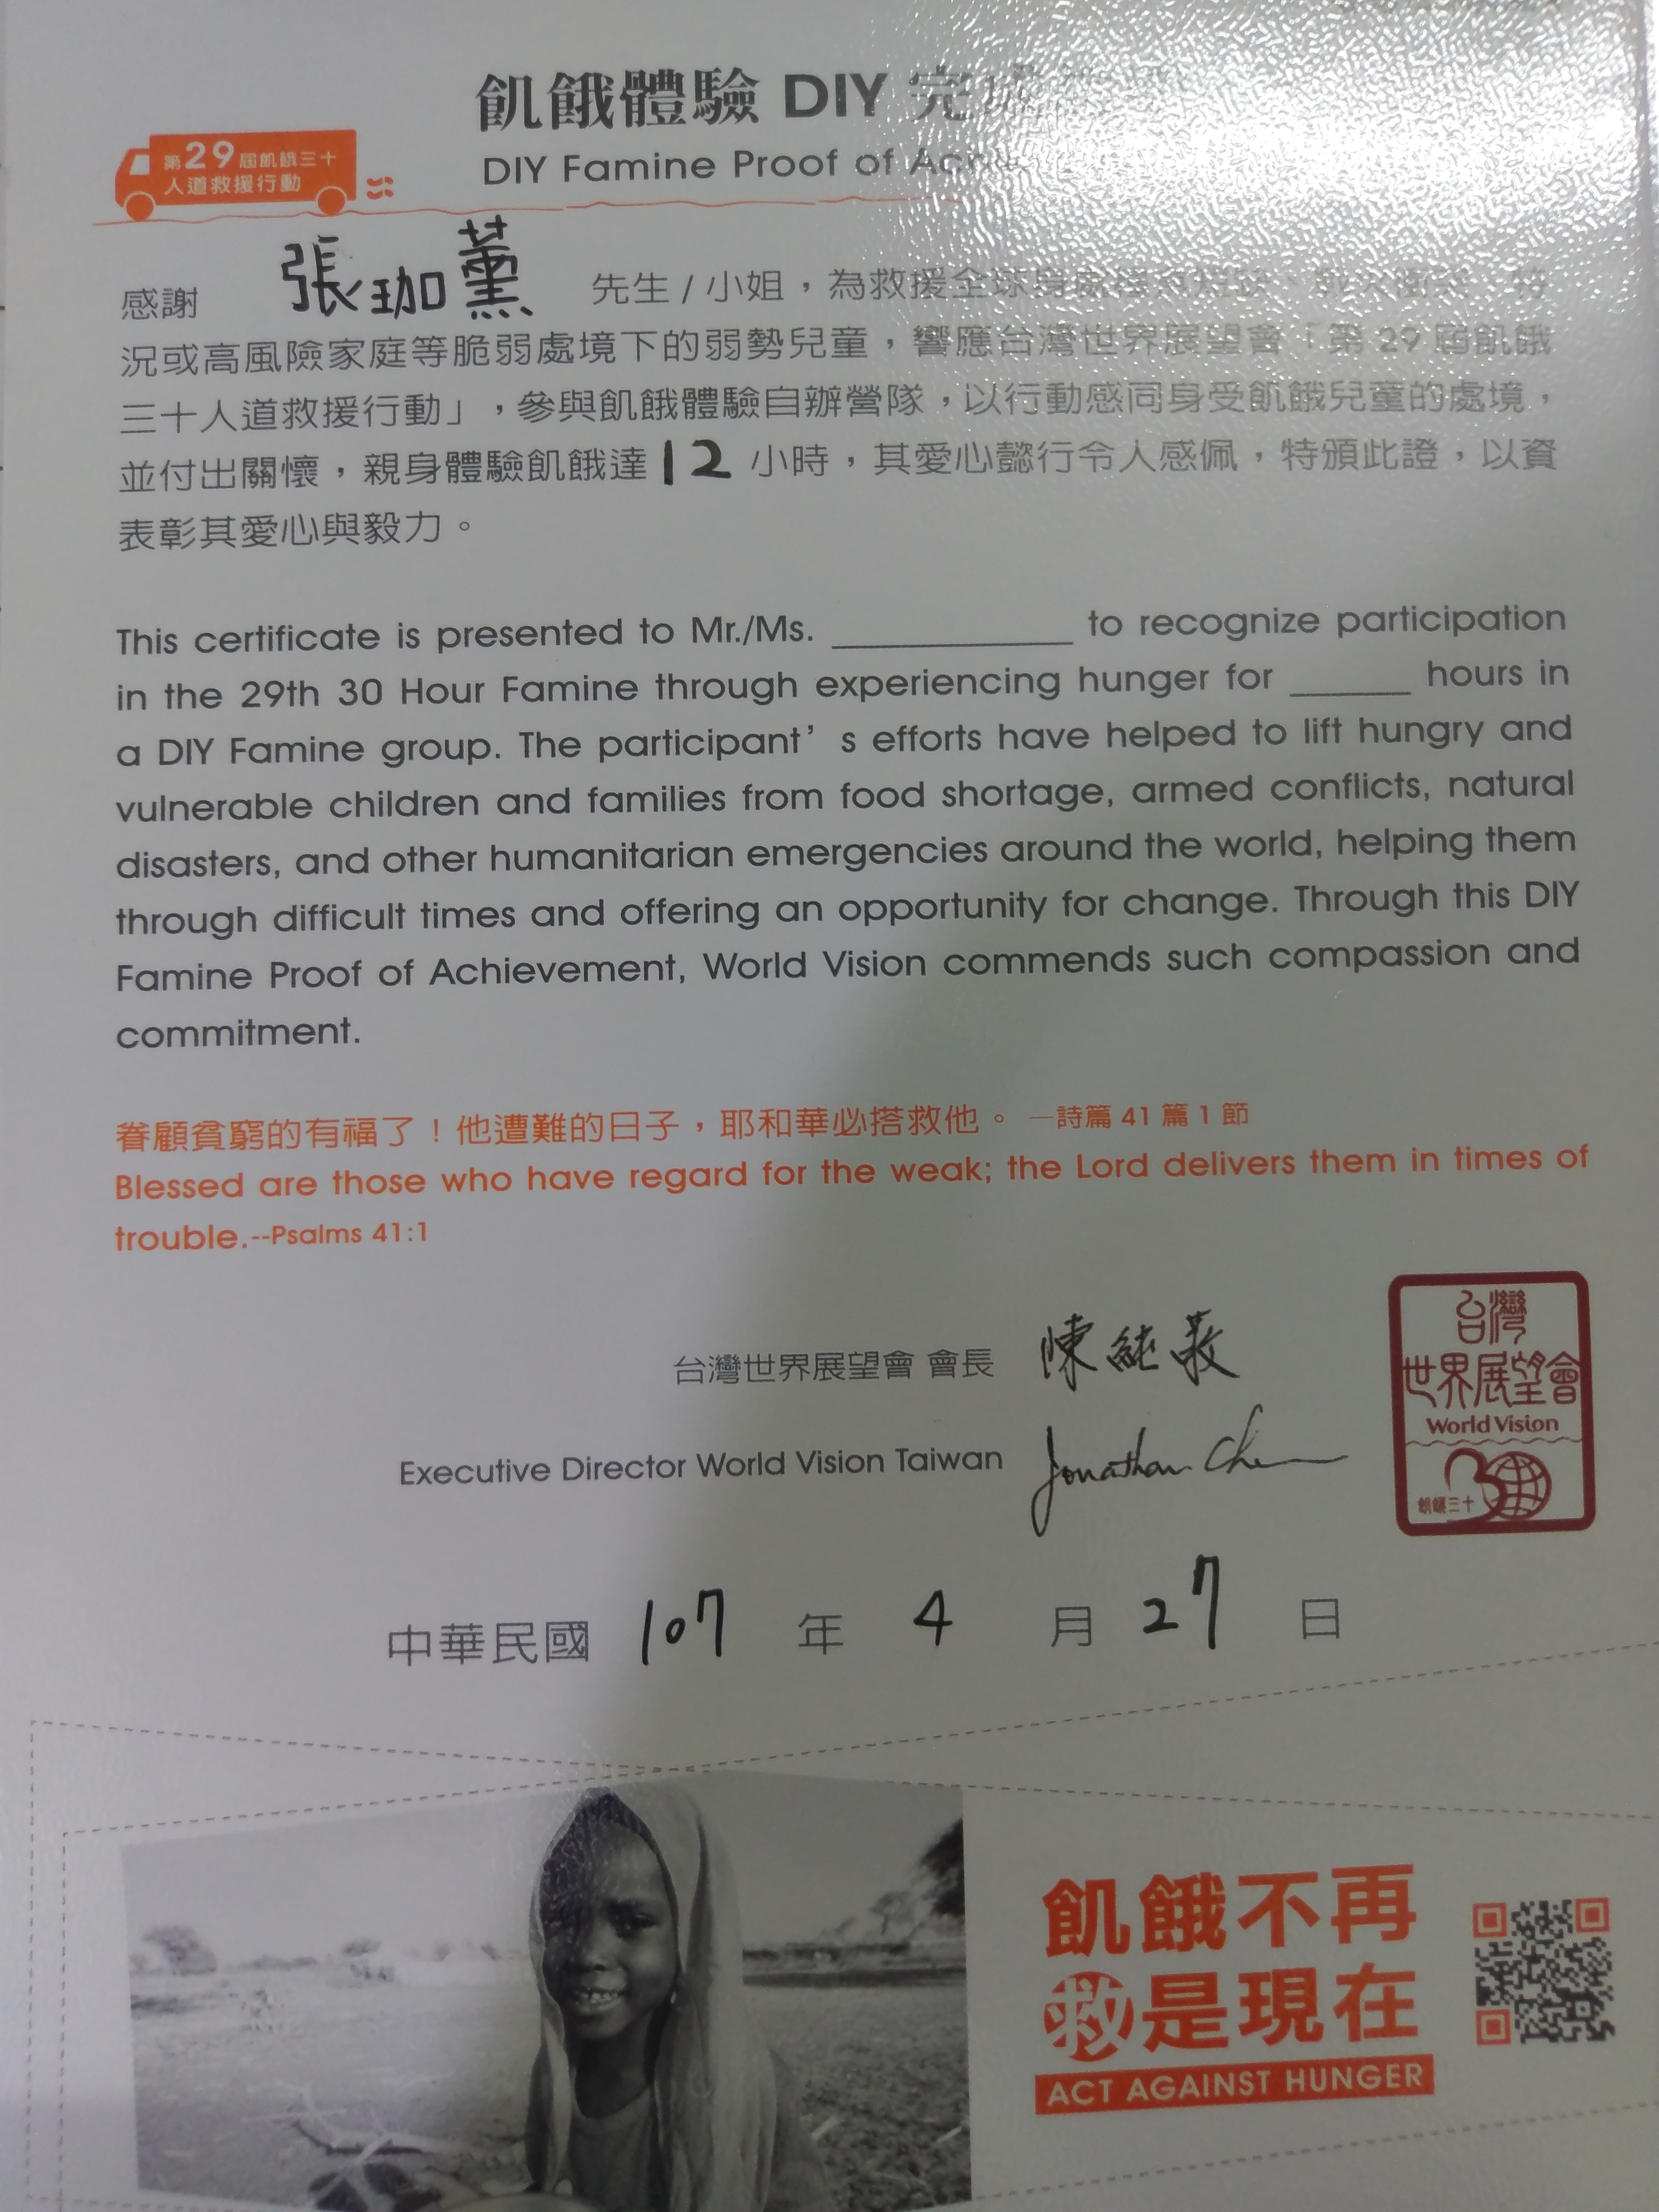 飢餓體驗 DIY 完
DIY Famine Proof of
第29屆飢餓三十
人道救援行動
感謝 張珈薰 先生 / 小姐，為救援全球身處
況或高風險家庭等脆弱處境下的弱勢兒童，響應台灣世界展望會「第 29 屆飢餓
三十人道救援行動」，參與飢餓體驗自辦營隊，以行動感同身受飢餓兒童的處境，
並付出關懷，親身體驗飢餓達 12 小時，其愛心懿行令人感佩，特頒此證，以資
表彰其愛心與毅力。
This certificate is presented to Mr./Ms. ____________ to recognize participation
in the 29th 30 Hour Famine through experiencing hunger for ______ hours in
a DIY Famine group. The participant’ s efforts have helped to lift hungry and
vulnerable children and families from food shortage, armed conflicts, natural
disasters, and other humanitarian emergencies around the world, helping them
through difficult times and offering an opportunity for change. Through this DIY
Famine Proof of Achievement, World Vision commends such compassion and
commitment.
眷顧貧窮的有福了！他遭難的日子，耶和華必搭救他。 —詩篇 41 篇 1 節
Blessed are those who have regard for the weak; the Lord delivers them in times of
trouble.--Psalms 41:1
台灣世界展望會 會長 陳純敬
Executive Director World Vision Taiwan Jonathan Chen
台灣
世界展望會
World Vision
飢餓三十
30
中華民國 107 年 4 月 27 日
飢餓不再
救是現在
ACT AGAINST HUNGER